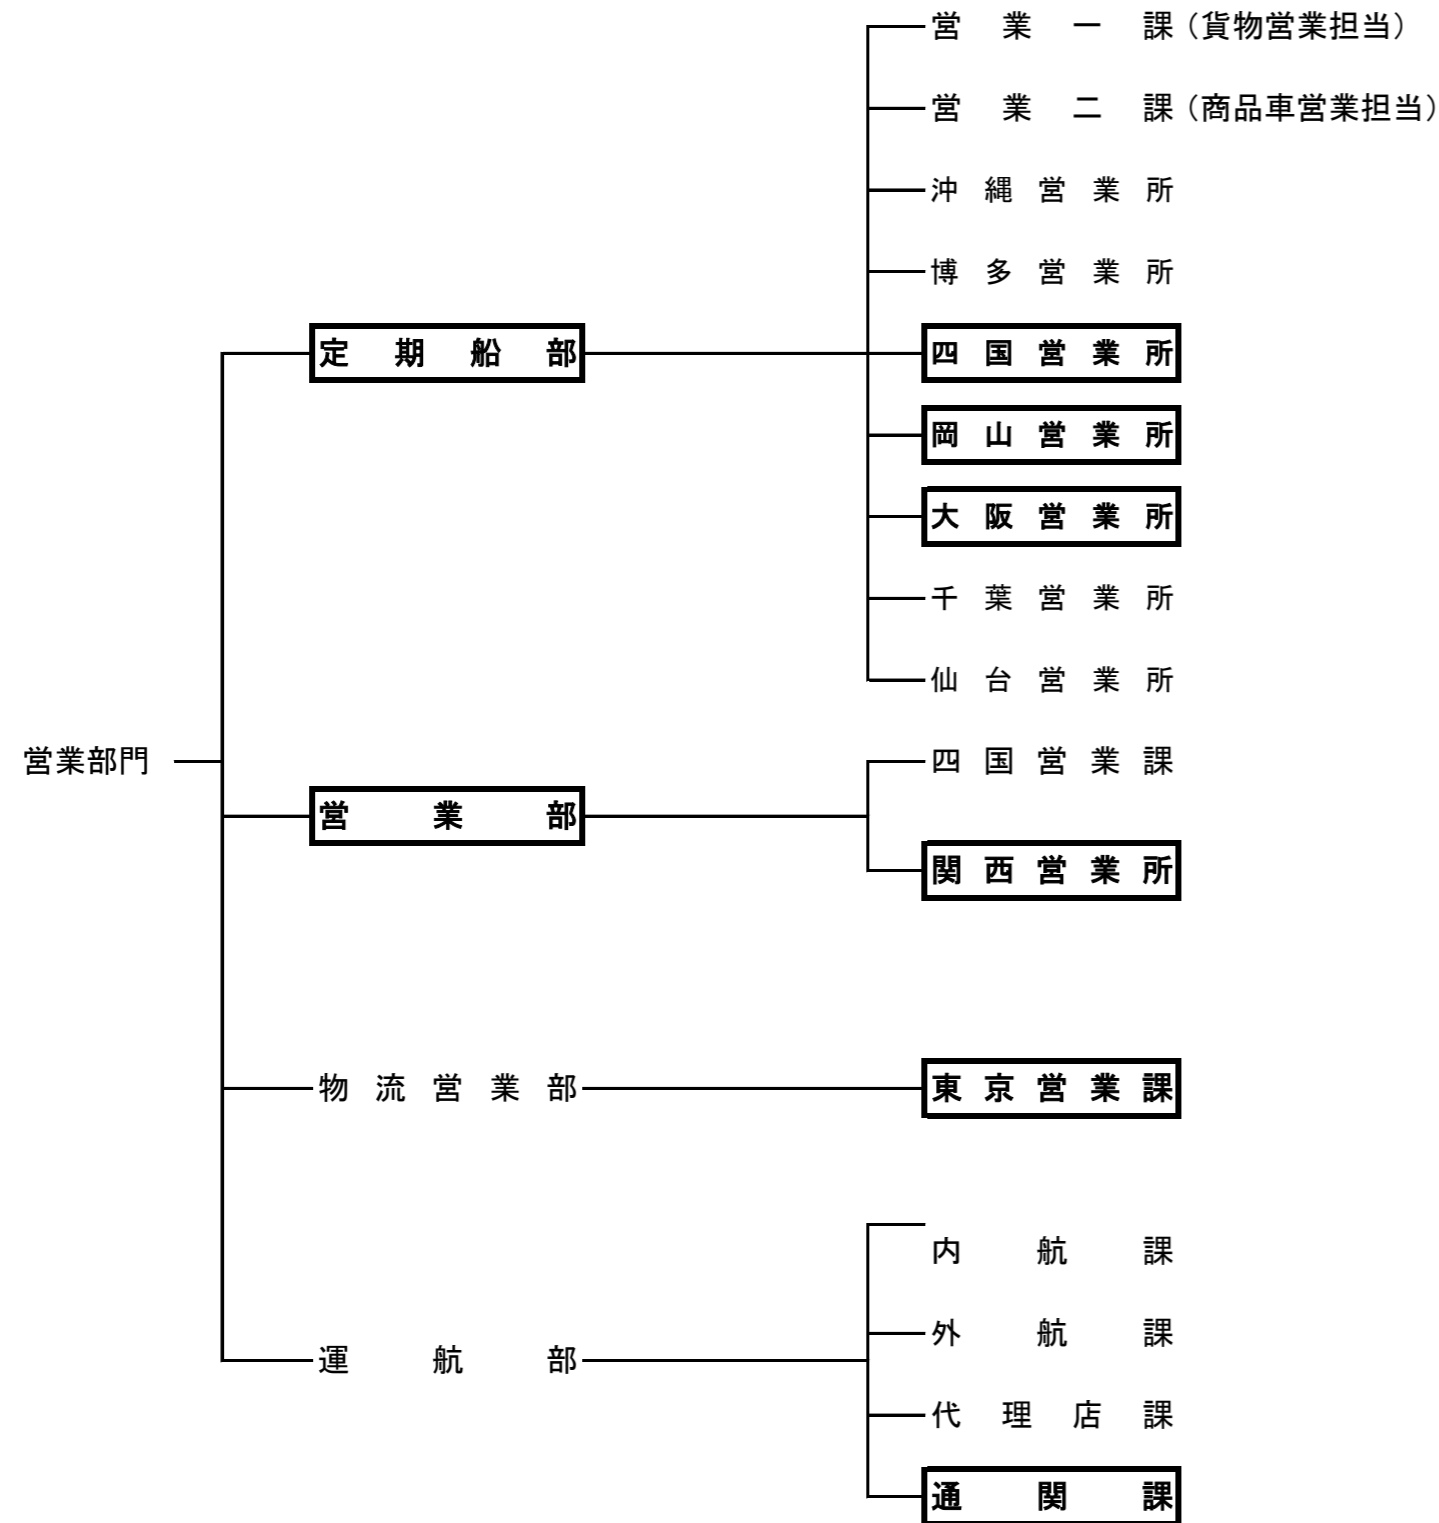 営業一課（貨物営業担当）
営業二課（商品車営業担当）
沖縄営業所
博多営業所
定期船部 四国営業所
岡山営業所
大阪営業所
千葉営業所
仙台営業所
営業部門 四国営業課
営業部
関西営業所
物流営業部 東京営業課
内航課
外航課
運航部
代理店課
通関課